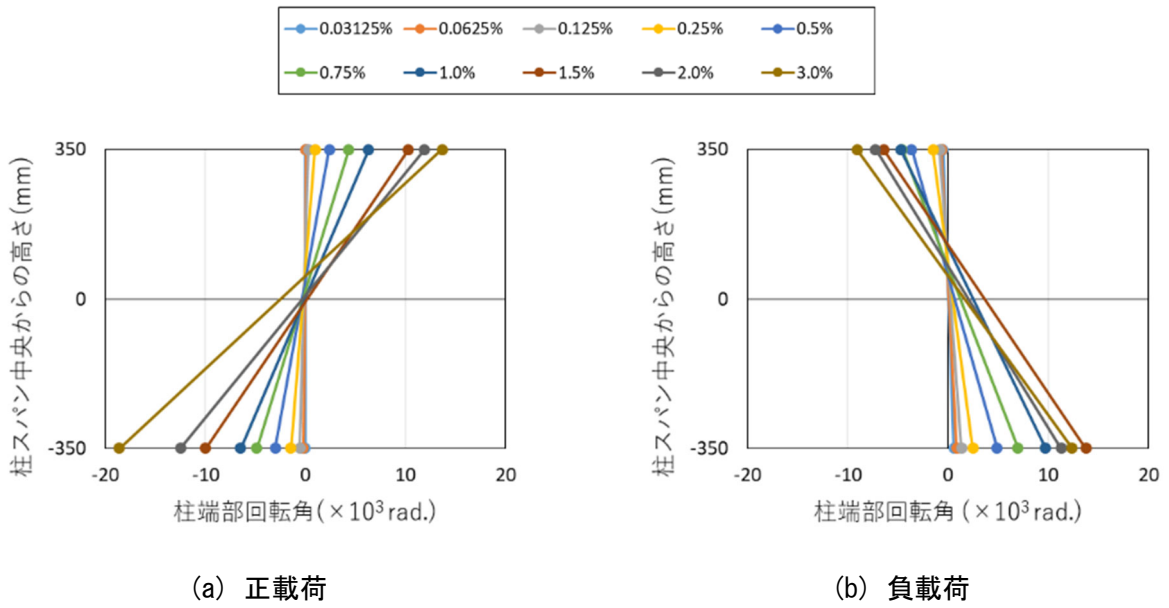 0.03125% 0.0625% 0.125% 0.25% 0.5%
0.75% 1.0% 1.5% 2.0% 3.0%
柱スパン中央からの高さ(mm)
350
0
-350
-20 -10 0 10 20
柱端部回転角(×10³ rad.)
(a) 正載荷
柱スパン中央からの高さ(mm)
350
0
-350
-20 -10 0 10 20
柱端部回転角 (×10³ rad.)
(b) 負載荷